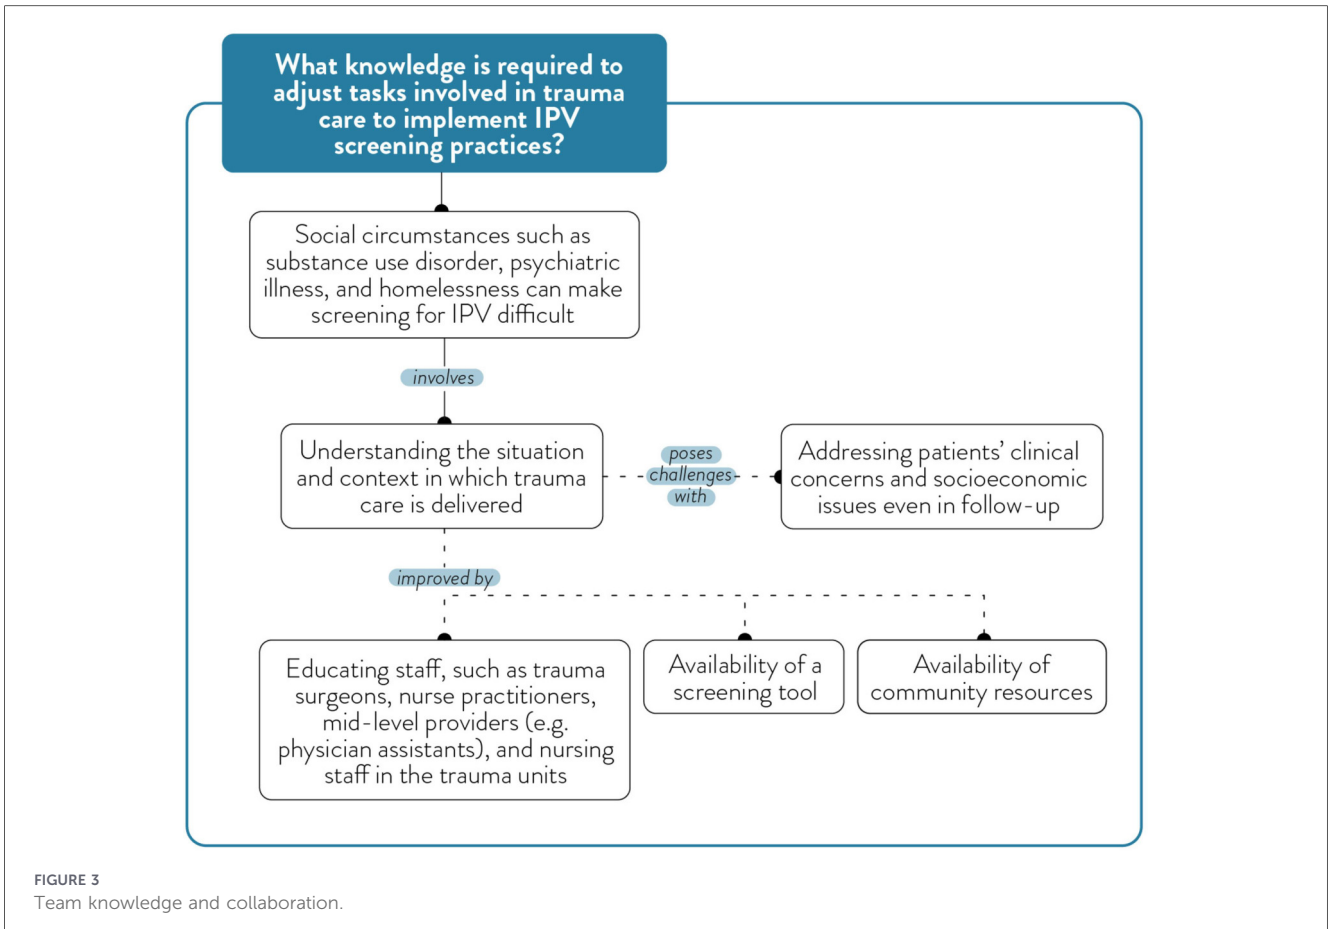 What knowledge is required to
adjust tasks involved in trauma
care to implement IPV
screening practices?
Social circumstances such as
substance use disorder, psychiatric
illness, and homelessness can make
screening for IPV difficult
involves
Understanding the situation
and context in which trauma
care is delivered
poses
challenges
with
Addressing patients’ clinical
concerns and socioeconomic
issues even in follow-up
improved by
Educating staff, such as trauma
surgeons, nurse practitioners,
mid-level providers (e.g.
physician assistants), and nursing
staff in the trauma units
Availability of a
screening tool
Availability of
community resources
FIGURE 3
Team knowledge and collaboration.